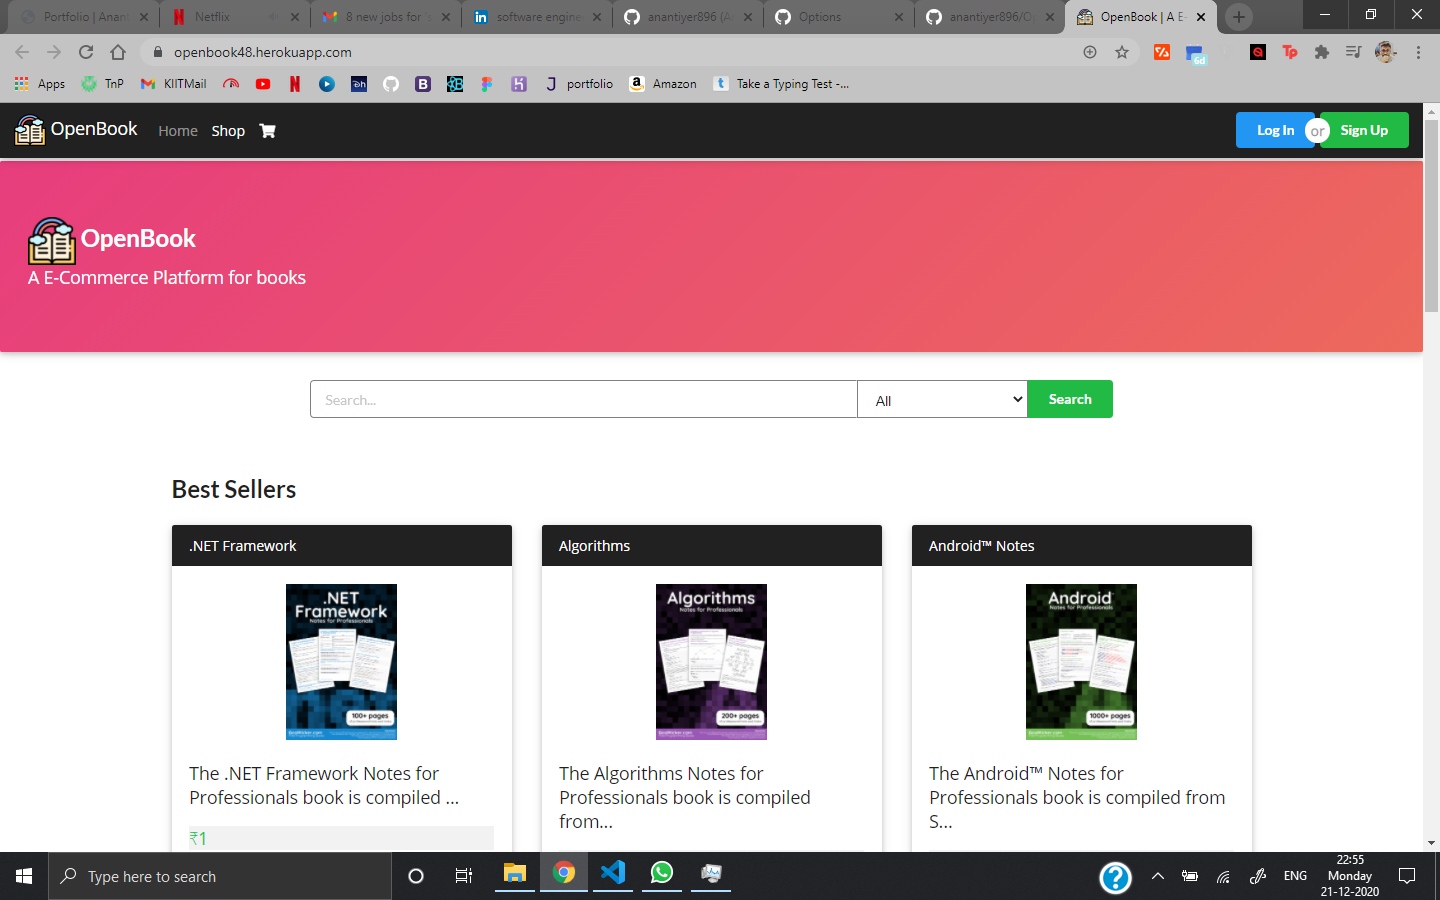 Portfolio | Anant
Netflix
8 new jobs for
software engine
anantiyer896 (A
Options
anantiyer896/O
OpenBook | A E-
openbook48.herokuapp.com
6d
Tp
Apps
TnP
KIITMail
portfolio
Amazon
Take a Typing Test -...
OpenBook
Home
Shop
Log In
or
Sign Up
OpenBook
A E-Commerce Platform for books
Search...
All
Search
Best Sellers
.NET Framework
.NET
Framework
Notes for Professionals
100+ pages
The .NET Framework Notes for
Professionals book is compiled ...
₹1
Algorithms
Algorithms
Notes for Professionals
200+ pages
The Algorithms Notes for
Professionals book is compiled
from...
Android™ Notes
Android
Notes for Professionals
1000+ pages
The Android™ Notes for
Professionals book is compiled from
S...
Type here to search
ENG
22:55
Monday
21-12-2020